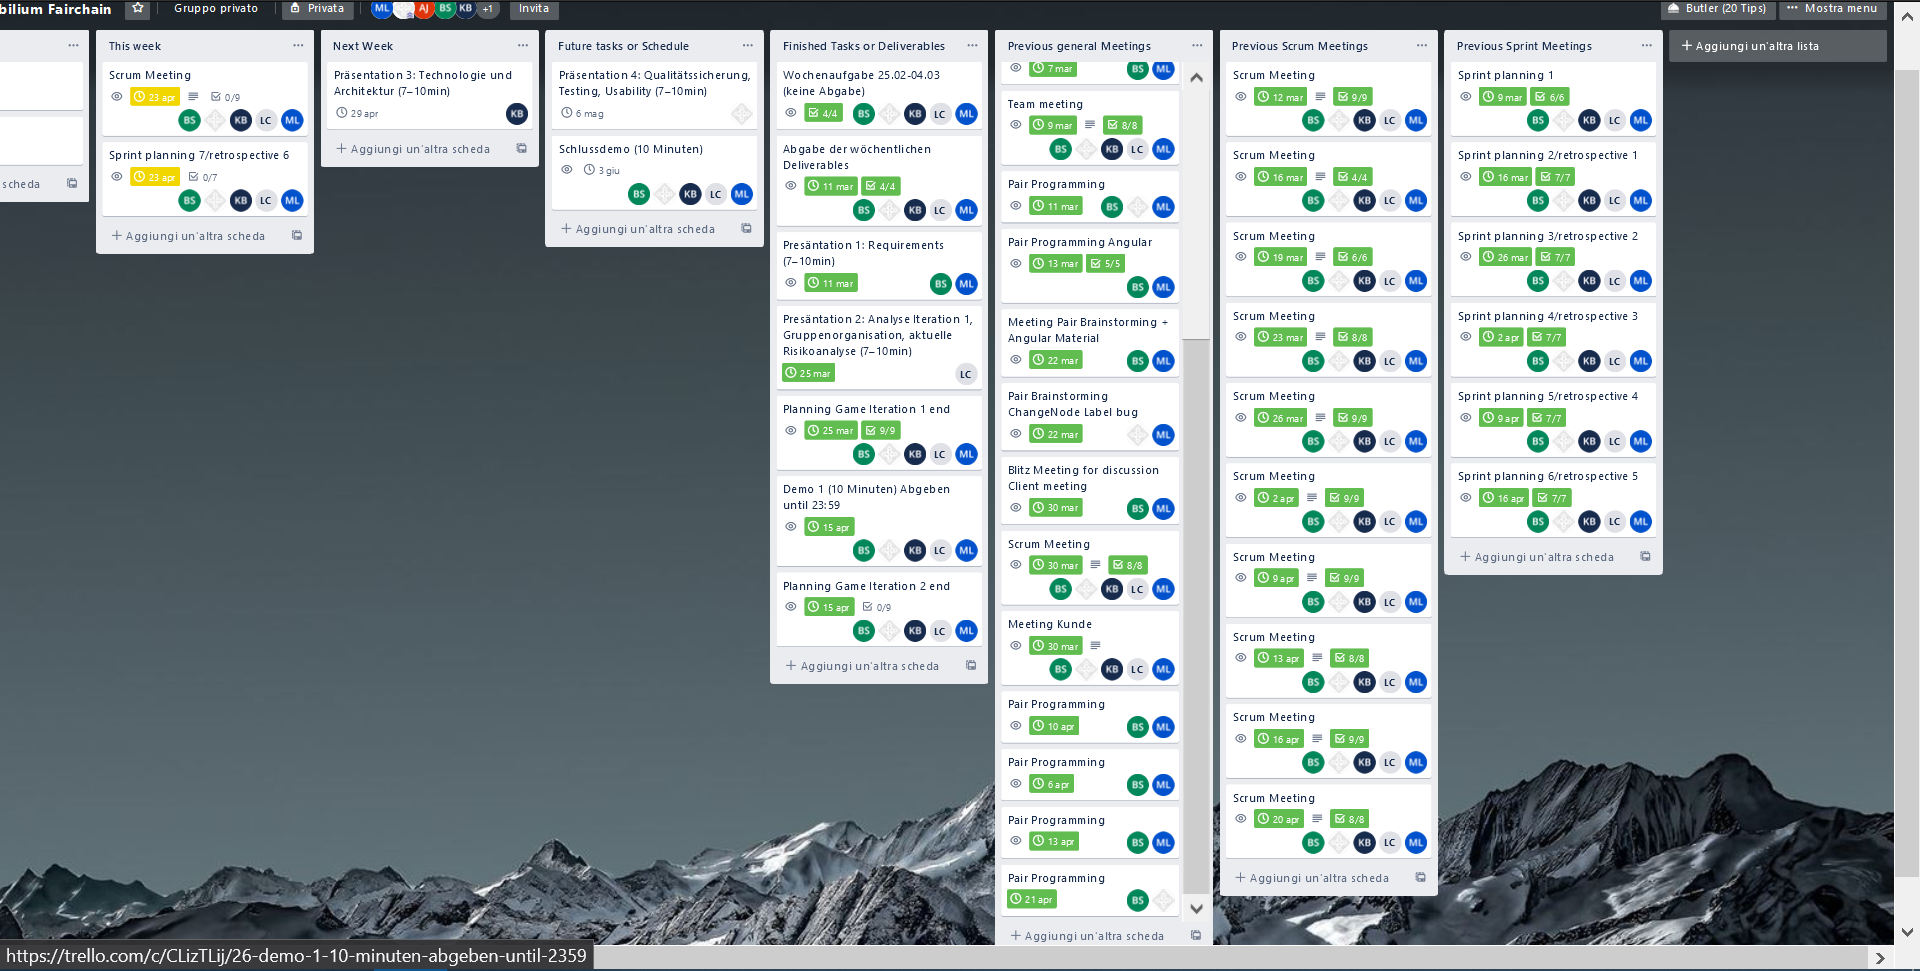 bilium Fairchain
Gruppo privato
Privata
ML
AJ
BS
KB
+1
Invita
Butler (20 Tips)
··· Mostra menu
scheda
This week
Scrum Meeting
23 apr
0/9
BS KB LC ML
Sprint planning 7/retrospective 6
23 apr
0/7
BS KB LC ML
+ Aggiungi un'altra scheda
Next Week
Präsentation 3: Technologie und
Architektur (7–10min)
29 apr
KB
+ Aggiungi un'altra scheda
Future tasks or Schedule
Präsentation 4: Qualitätssicherung,
Testing, Usability (7–10min)
6 mag
Schlussdemo (10 Minuten)
3 giu
BS KB LC ML
+ Aggiungi un'altra scheda
Finished Tasks or Deliverables
Wochenaufgabe 25.02-04.03
(keine Abgabe)
4/4 BS KB LC ML
Abgabe der wöchentlichen
Deliverables
11 mar 4/4
BS KB LC ML
Presäntation 1: Requirements
(7–10min)
11 mar BS ML
Presäntation 2: Analyse Iteration 1,
Gruppenorganisation, aktuelle
Risikoanalyse (7–10min)
25 mar LC
Planning Game Iteration 1 end
25 mar 9/9
BS KB LC ML
Demo 1 (10 Minuten) Abgeben
until 23:59
15 apr
BS KB LC ML
Planning Game Iteration 2 end
15 apr 0/9
BS KB LC ML
+ Aggiungi un'altra scheda
Previous general Meetings
7 mar BS ML
Team meeting
9 mar 8/8
BS KB LC ML
Pair Programming
11 mar BS ML
Pair Programming Angular
13 mar 5/5
BS ML
Meeting Pair Brainstorming +
Angular Material
22 mar BS ML
Pair Brainstorming
ChangeNode Label bug
22 mar ML
Blitz Meeting for discussion
Client meeting
30 mar BS ML
Scrum Meeting
30 mar 8/8
BS KB LC ML
Meeting Kunde
30 mar
BS KB LC ML
Pair Programming
10 apr BS ML
Pair Programming
6 apr BS ML
Pair Programming
13 apr BS ML
Pair Programming
21 apr BS
+ Aggiungi un'altra scheda
Previous Scrum Meetings
Scrum Meeting
12 mar 9/9
BS KB LC ML
Scrum Meeting
16 mar 4/4
BS KB LC ML
Scrum Meeting
19 mar 6/6
BS KB LC ML
Scrum Meeting
23 mar 8/8
BS KB LC ML
Scrum Meeting
26 mar 9/9
BS KB LC ML
Scrum Meeting
2 apr 9/9
BS KB LC ML
Scrum Meeting
9 apr 9/9
BS KB LC ML
Scrum Meeting
13 apr 8/8
BS KB LC ML
Scrum Meeting
16 apr 9/9
BS KB LC ML
Scrum Meeting
20 apr 8/8
BS KB LC ML
+ Aggiungi un'altra scheda
Previous Sprint Meetings
Sprint planning 1
9 mar 6/6
BS KB LC ML
Sprint planning 2/retrospective 1
16 mar 7/7
BS KB LC ML
Sprint planning 3/retrospective 2
26 mar 7/7
BS KB LC ML
Sprint planning 4/retrospective 3
2 apr 7/7
BS KB LC ML
Sprint planning 5/retrospective 4
9 apr 7/7
BS KB LC ML
Sprint planning 6/retrospective 5
16 apr 7/7
BS KB LC ML
+ Aggiungi un'altra scheda
+ Aggiungi un'altra lista
https://trello.com/c/CLizTLij/26-demo-1-10-minuten-abgeben-until-2359